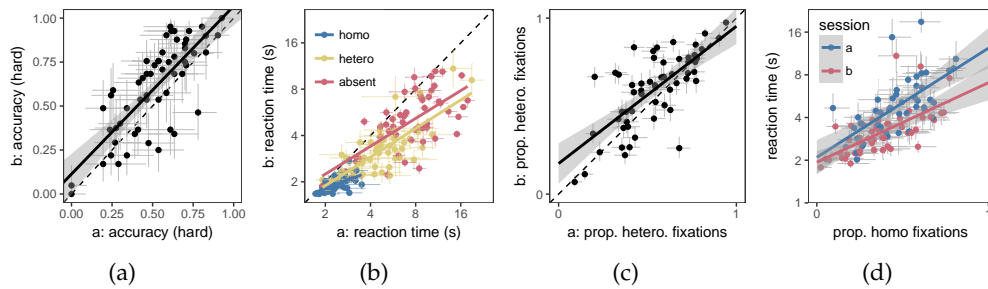 1.00
0.75
0.50
0.25
0.00
b: accuracy (hard)
0.00 0.25 0.50 0.75 1.00
a: accuracy (hard)
(a)
16
8
4
2
b: reaction time (s)
homo
hetero
absent
2 4 8 16
a: reaction time (s)
(b)
1
0
b: prop. hetero. fixations
0 1
a: prop. hetero. fixations
(c)
16
8
4
2
1
reaction time (s)
session
a
b
0 1
prop. homo fixations
(d)